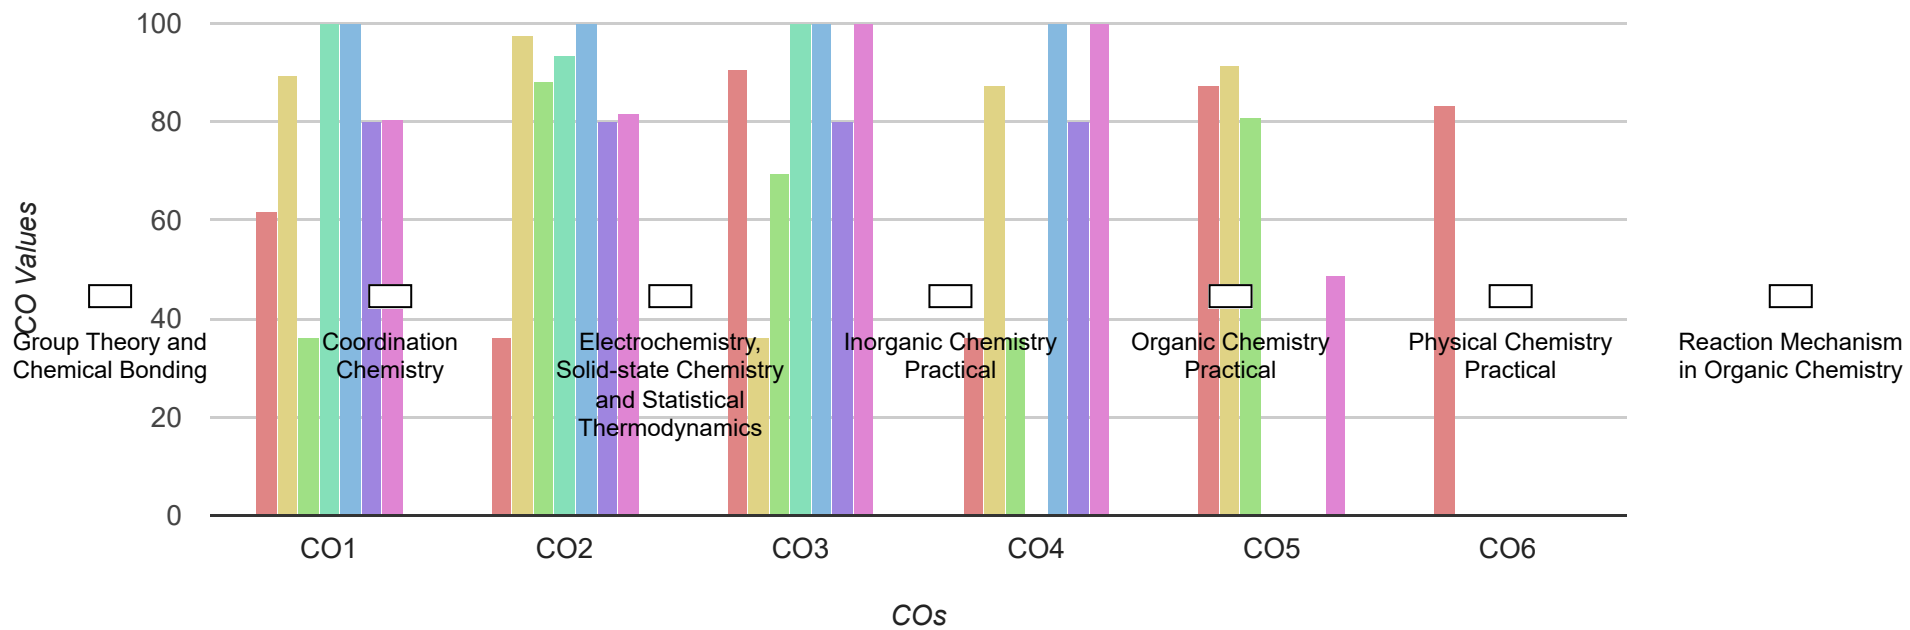 100
80
60
40
20
0
CO Values
Group Theory and
Chemical Bonding
Coordination
Chemistry
Electrochemistry,
Solid-state Chemistry
and Statistical
Thermodynamics
Inorganic Chemistry
Practical
Organic Chemistry
Practical
Physical Chemistry
Practical
Reaction Mechanism
in Organic Chemistry
CO1
CO2
CO3
CO4
CO5
CO6
COs